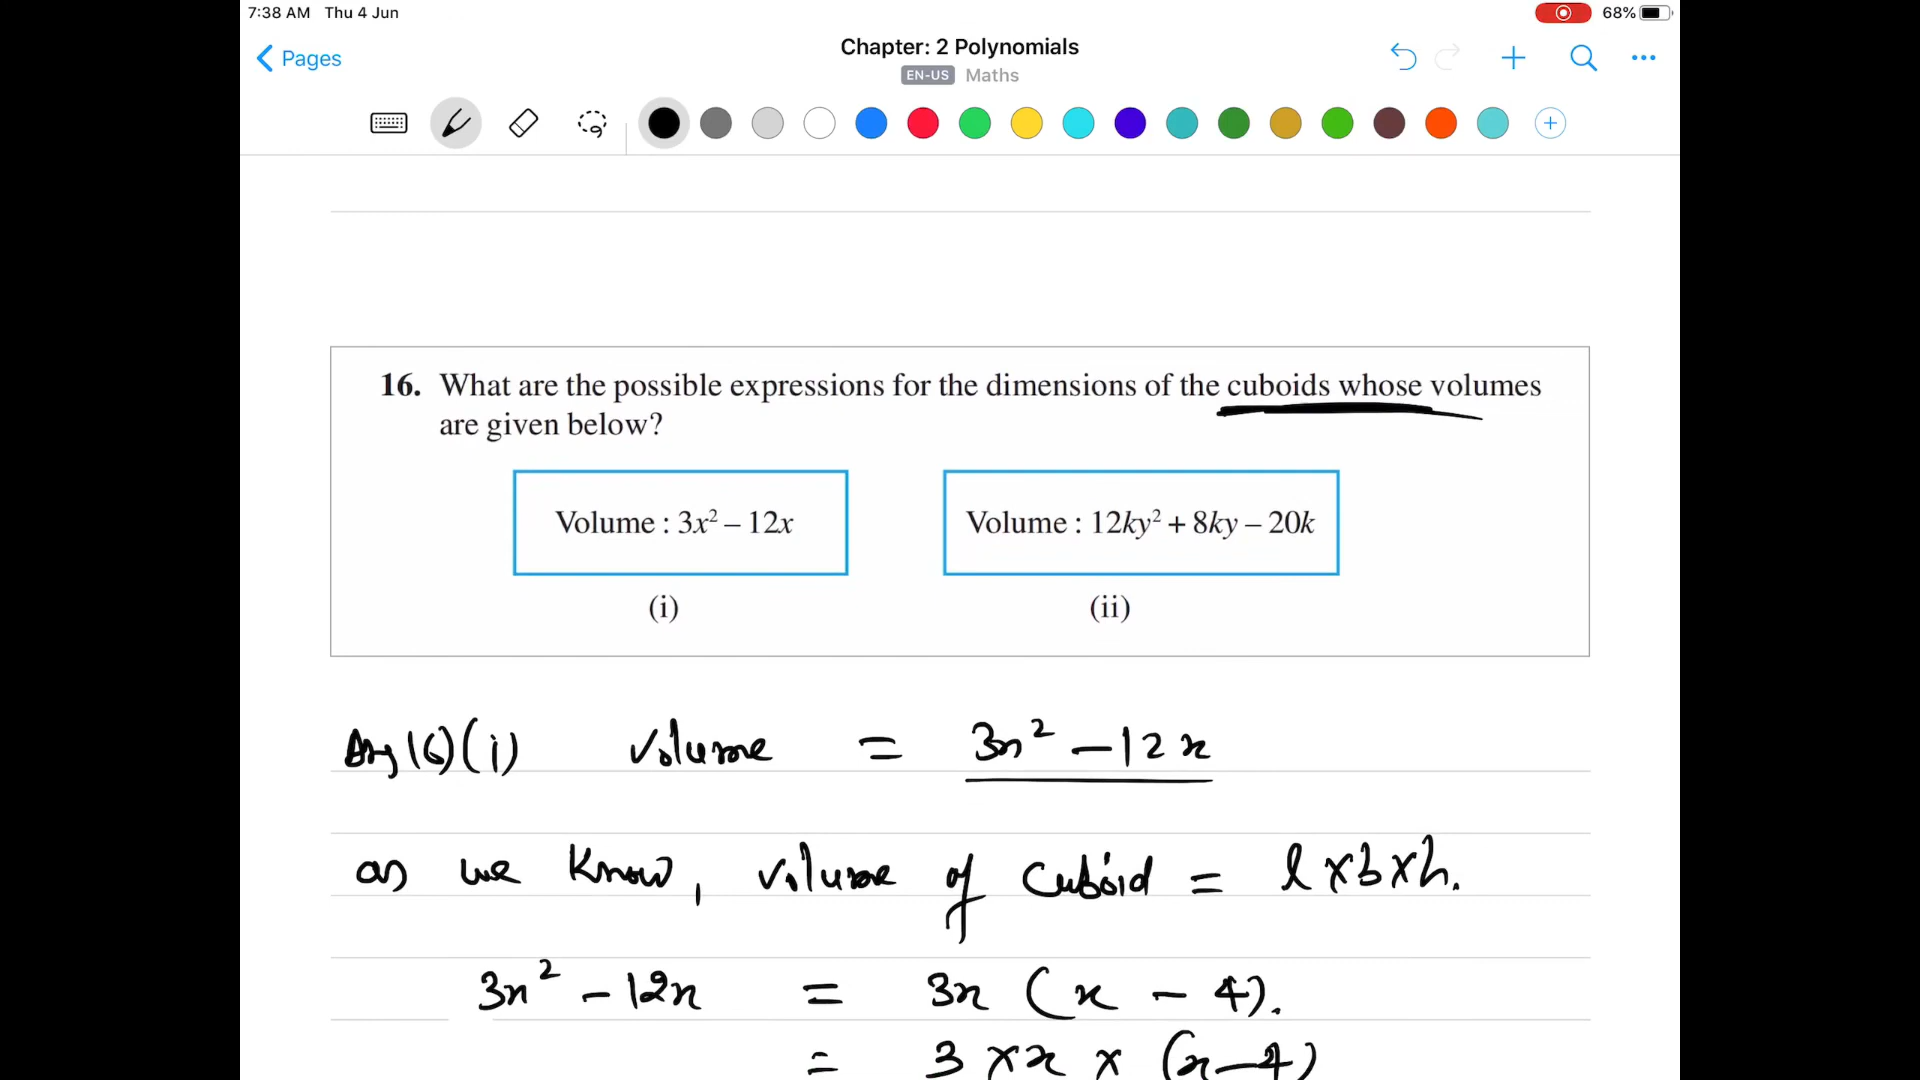 7:38 AM Thu 4 Jun 68%
Pages
Chapter: 2 Polynomials
EN-US Maths
16. What are the possible expressions for the dimensions of the cuboids whose volumes
are given below?
Volume : 3x² – 12x Volume : 12ky² + 8ky – 20k
(i) (ii)
Ans 16) (i) volume = 3x² – 12x
as we know, volume of cuboid = l × b × h.
3x² – 12x = 3x (x – 4).
= 3 × x × (x – 4)